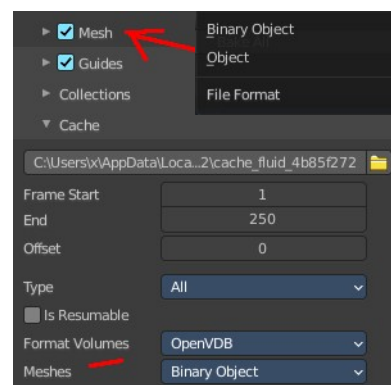 Mesh
Binary Object
Object
Guides
Collections
File Format
Cache
C:\Users\x\AppData\Loca...2\cache_fluid_4b85f272
Frame Start 1
End 250
Offset 0
Type All
Is Resumable
Format Volumes OpenVDB
Meshes Binary Object